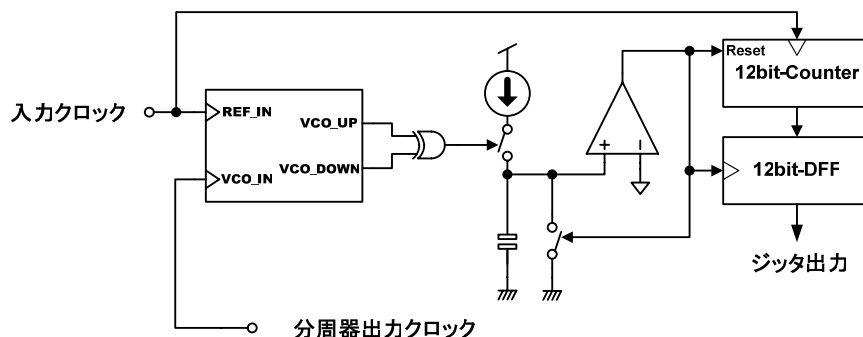 Reset
12bit-Counter
入力クロック
REF_IN
VCO_UP
VCO_DOWN
VCO_IN
+
−
12bit-DFF
ジッタ出力
分周器出力クロック